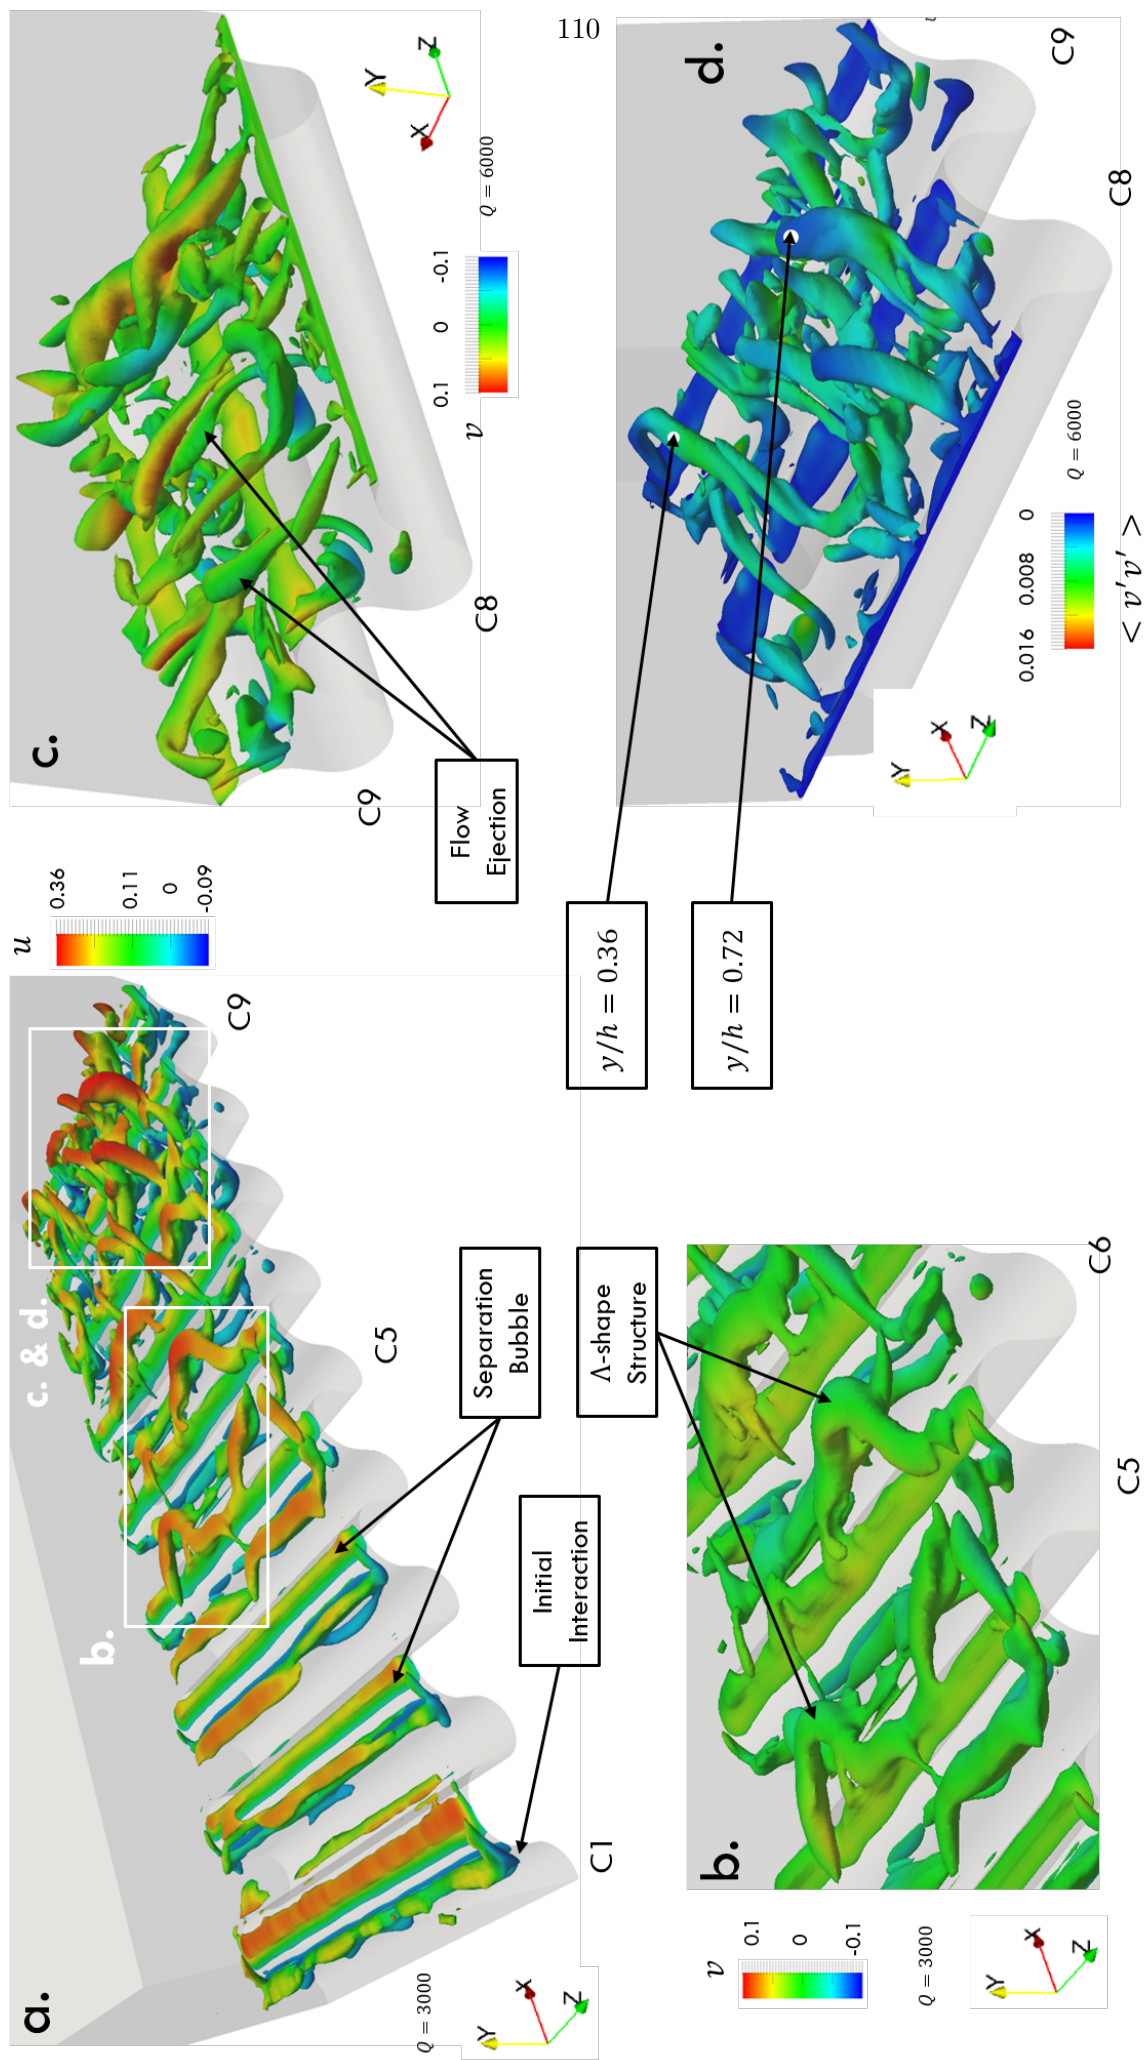 110
a.
Q = 3000
Y
X
Z
C1
Initial
Interaction
Separation
Bubble
C5
b.
c. & d.
C9
u
0.36
0.11
0
-0.09
c.
C9
C8
Flow
Ejection
v
0.1
0
-0.1
Q = 6000
Y
X
Z
b.
v
0.1
0
-0.1
Q = 3000
Y
X
Z
Λ-shape
Structure
C5
C6
d.
y/h = 0.36
y/h = 0.72
Y
X
Z
0.016
0.008
0
< v'v' >
Q = 6000
C8
C9